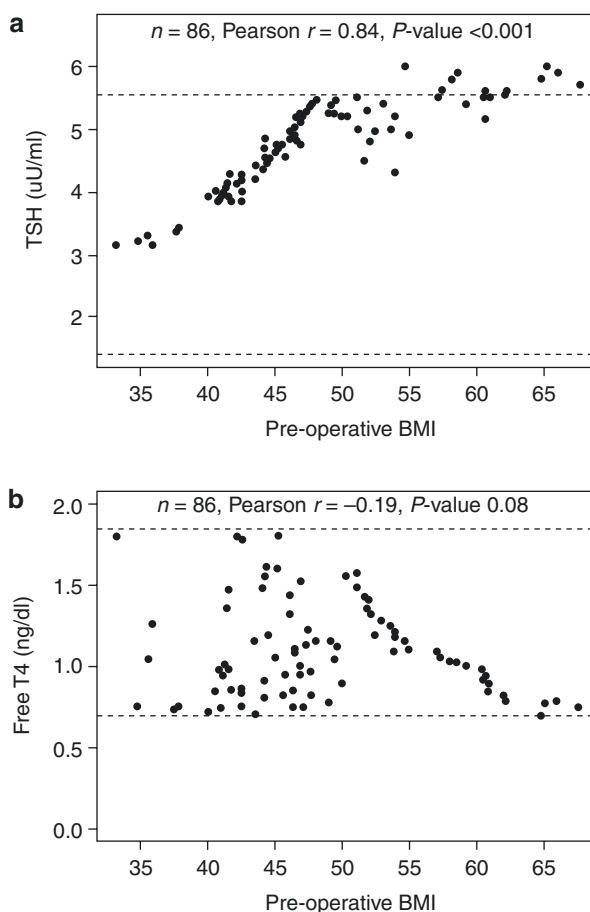 a
n = 86, Pearson r = 0.84, P-value <0.001
6
5
4
3
2
TSH (uU/ml)
35 40 45 50 55 60 65
Pre-operative BMI
b
n = 86, Pearson r = –0.19, P-value 0.08
2.0
1.5
1.0
0.5
0.0
Free T4 (ng/dl)
35 40 45 50 55 60 65
Pre-operative BMI